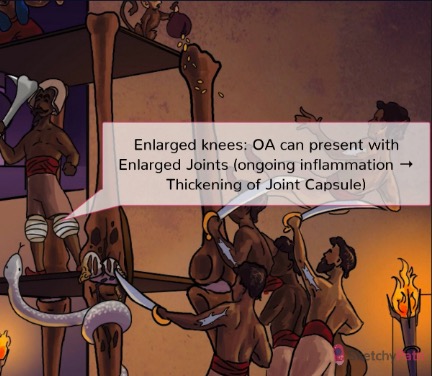 Enlarged knees: OA can present with
Enlarged Joints (ongoing inflammation →
Thickening of Joint Capsule)